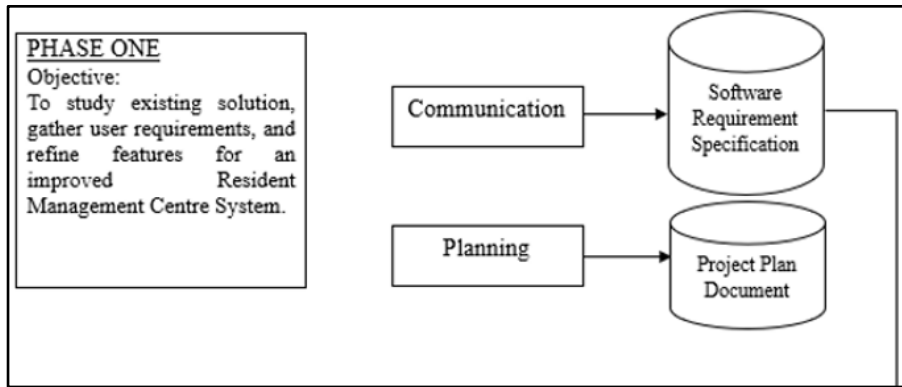 PHASE ONE
Objective:
To study existing solution,
gather user requirements, and
refine features for an
improved Resident
Management Centre System.
Communication
Software
Requirement
Specification
Planning
Project Plan
Document